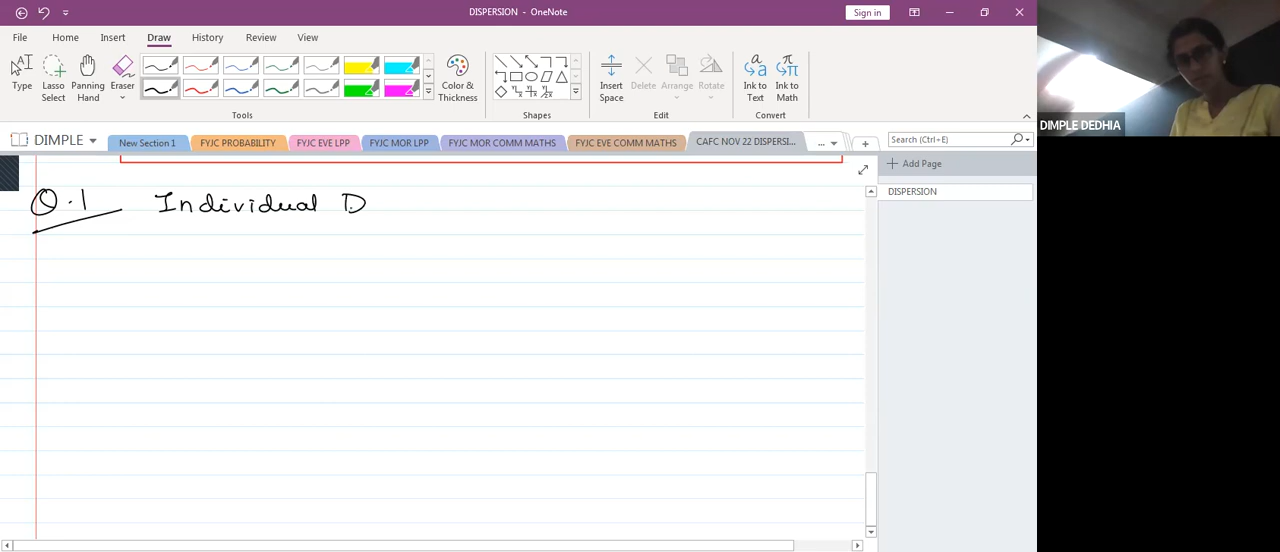 DISPERSION - OneNote
Sign in
File Home Insert Draw History Review View
Type
Lasso Select
Panning Hand
Eraser
Color & Thickness
Insert Space
Delete
Arrange
Rotate
Ink to Text
Ink to Math
Tools
Shapes
Edit
Convert
DIMPLE
New Section 1
FYJC PROBABILITY
FYJC EVE LPP
FYJC MOR LPP
FYJC MOR COMM MATHS
FYJC EVE COMM MATHS
CAFC NOV 22 DISPERSI...
Search (Ctrl+E)
Add Page
DISPERSION
Q.1 Individual D
DIMPLE DEDHIA